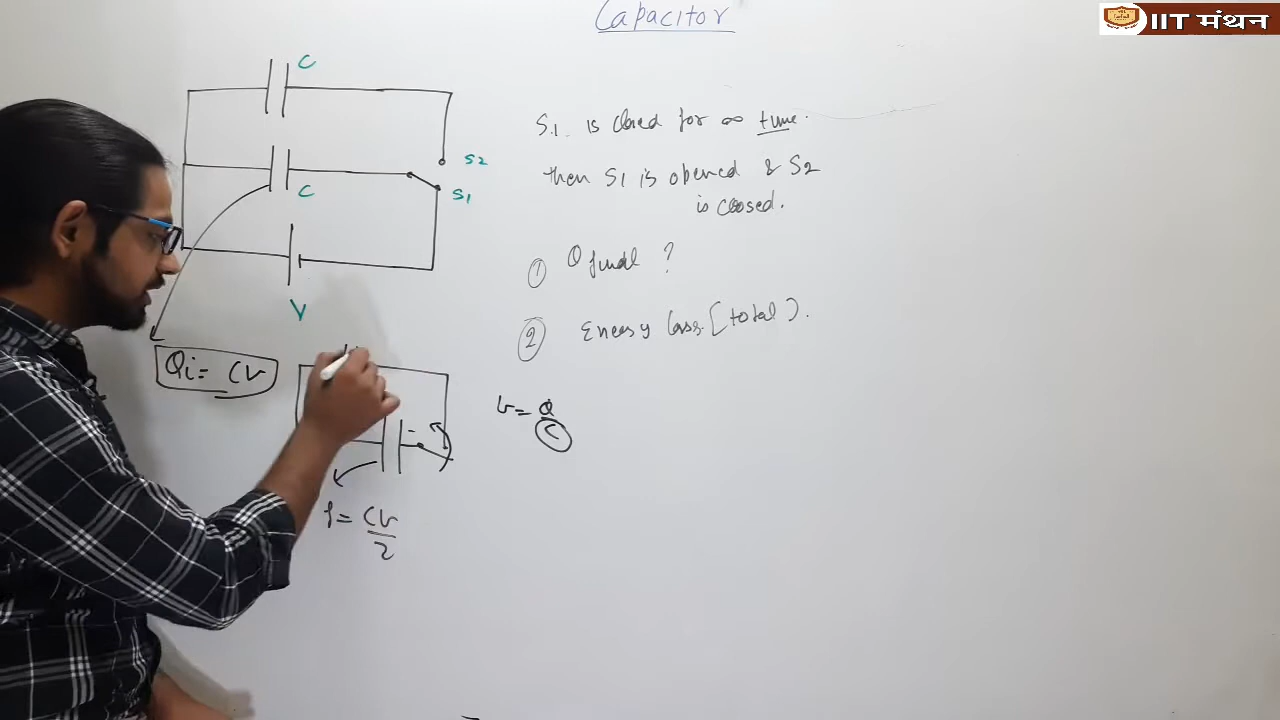 Capacitor
IIT मंथन
C
S2
C
S1
V
S1 is closed for ∞ time.
then S1 is opened & S2
is closed.
① Q final ?
② Energy loss [total).
Qi = CV
V = Q
C
-
= CV
2